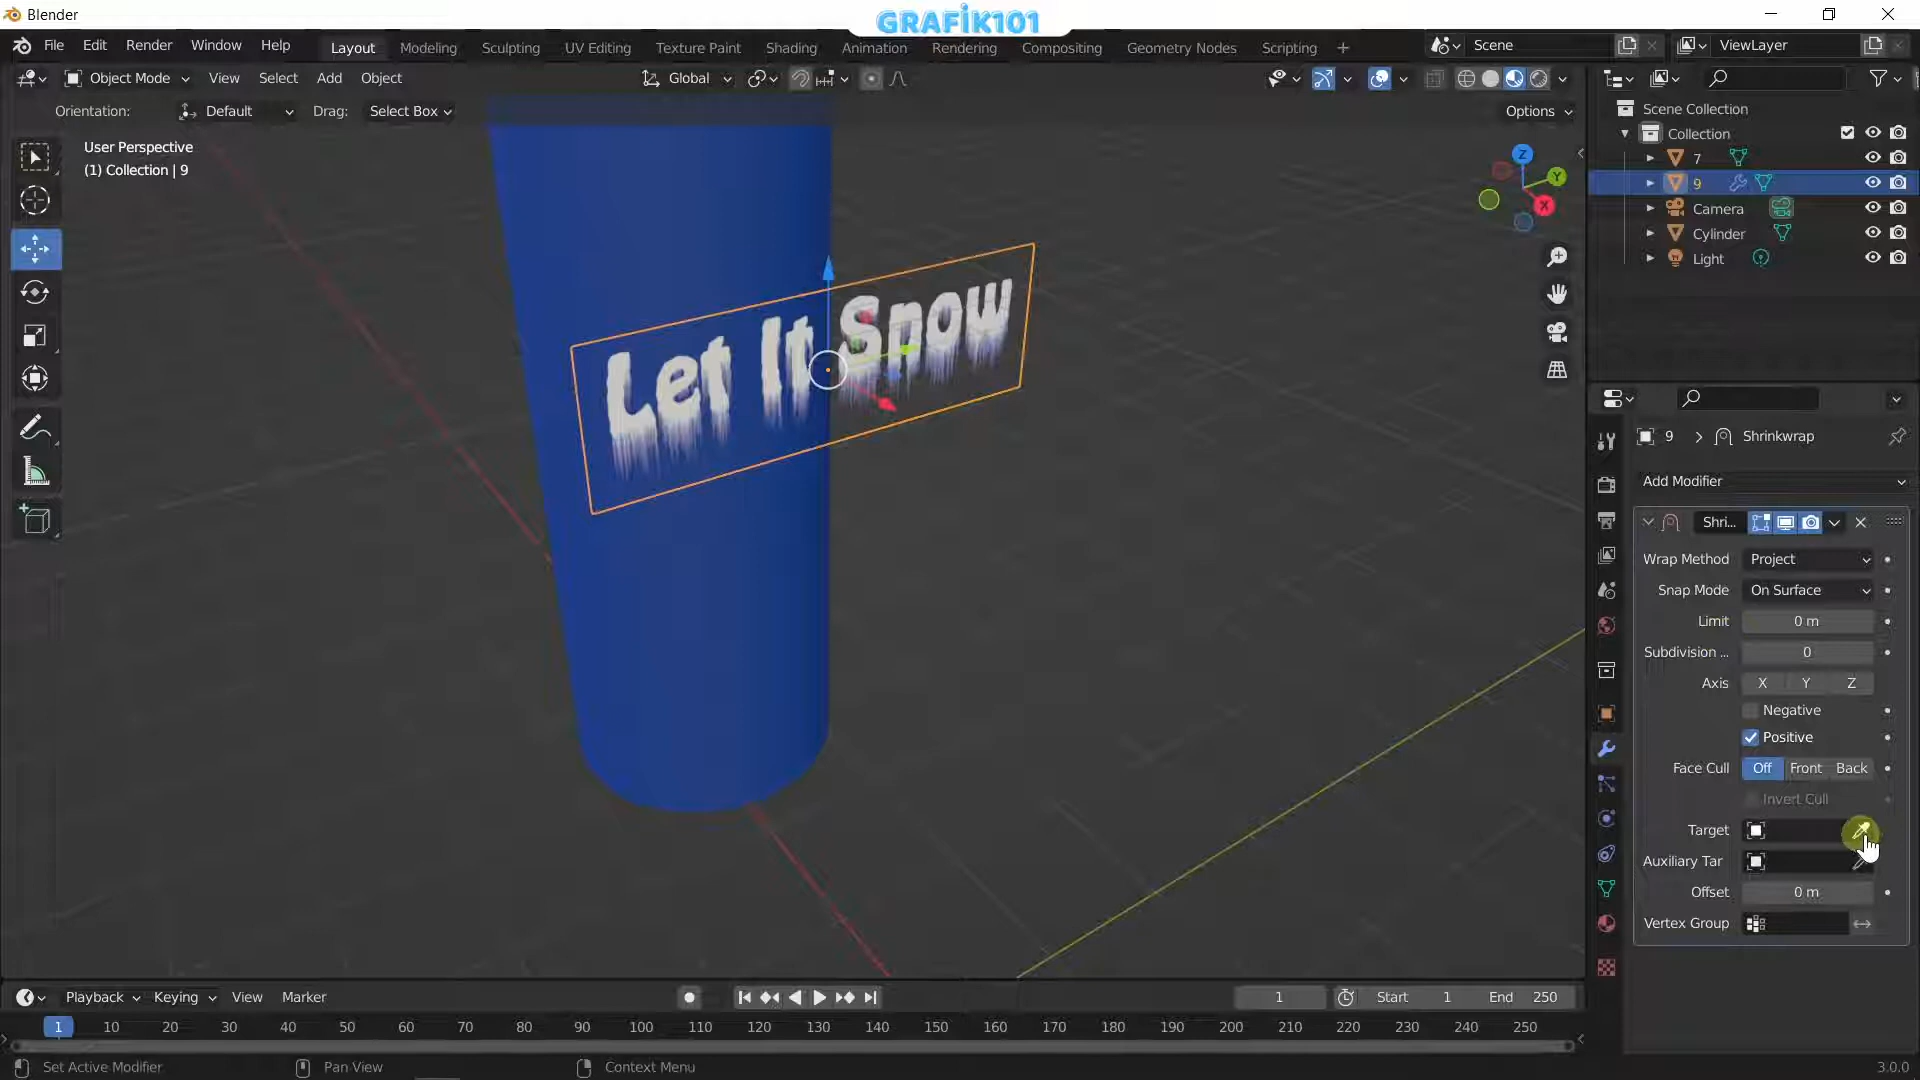 Blender
GRAFİK101
File Edit Render Window Help
Layout Modeling Sculpting UV Editing Texture Paint Shading Animation Rendering Compositing Geometry Nodes Scripting +
Scene
ViewLayer
Object Mode View Select Add Object
Global
Orientation: Default Drag: Select Box
Options
User Perspective
(1) Collection | 9
Z
Y
X
Let It Snow
Scene Collection
Collection
7
9
Camera
Cylinder
Light
9 > Shrinkwrap
Add Modifier
Shri...
Wrap Method Project
Snap Mode On Surface
Limit 0 m
Subdivision ... 0
Axis X Y Z
Negative
Positive
Face Cull Off Front Back
Invert Cull
Target
Auxiliary Tar
Offset 0 m
Vertex Group
Playback Keying View Marker
1 Start 1 End 250
1 10 20 30 40 50 60 70 80 90 100 110 120 130 140 150 160 170 180 190 200 210 220 230 240 250
Set Active Modifier Pan View Context Menu 3.0.0